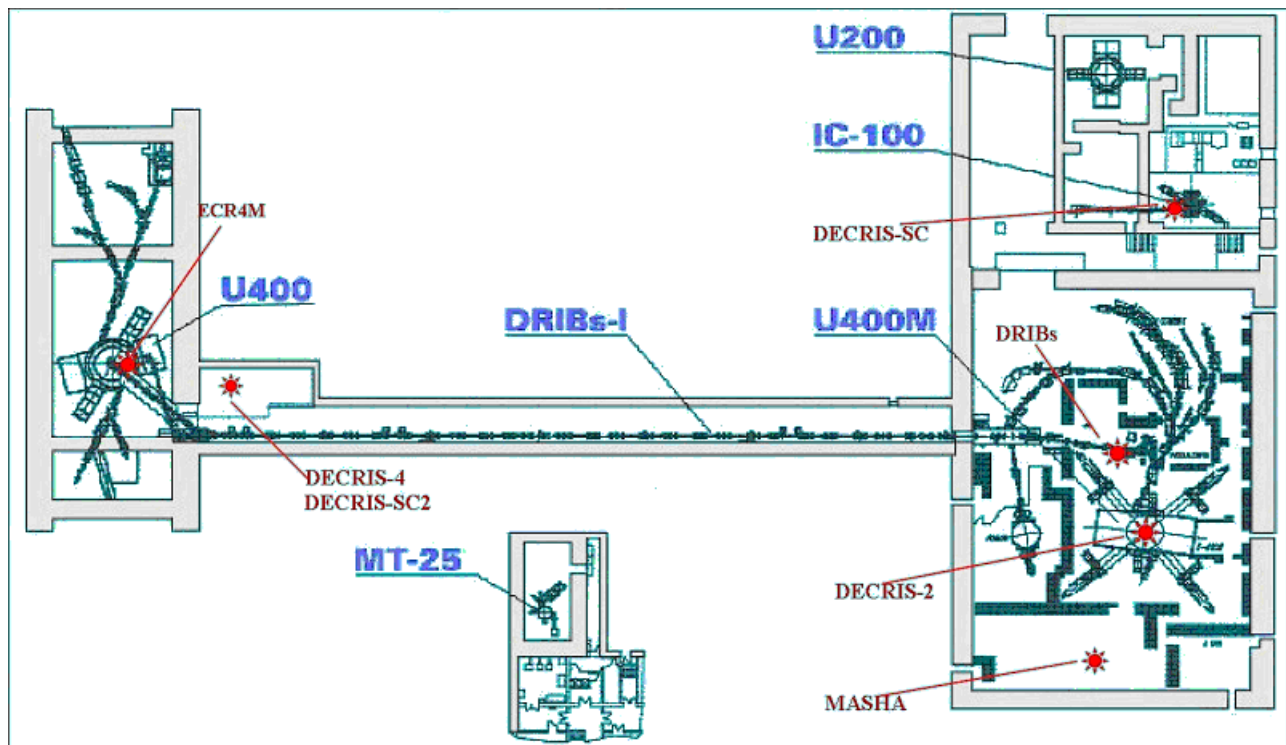 U200
IC-100
ECR4M
DECRIS-SC
U400
DRIBs-I
U400M
DRIBs
DECRIS-4
DECRIS-SC2
MT-25
DECRIS-2
MASHA